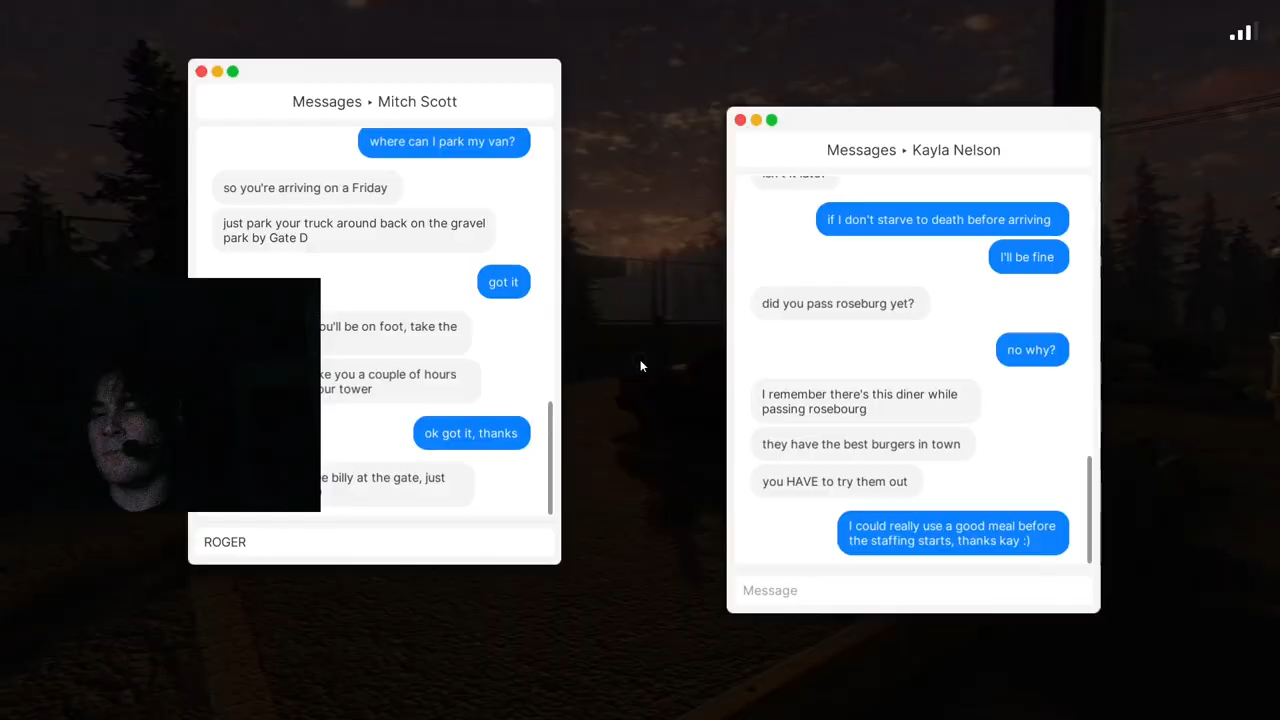 Messages ‣ Mitch Scott
where can I park my van?
so you're arriving on a Friday
just park your truck around back on the gravel
park by Gate D
got it
you'll be on foot, take the
you a couple of hours
tower
ok got it, thanks
billy at the gate, just
ROGER
Messages ‣ Kayla Nelson
if I don't starve to death before arriving
I'll be fine
did you pass roseburg yet?
no why?
I remember there's this diner while
passing rosebourg
they have the best burgers in town
you HAVE to try them out
I could really use a good meal before
the staffing starts, thanks kay :)
Message